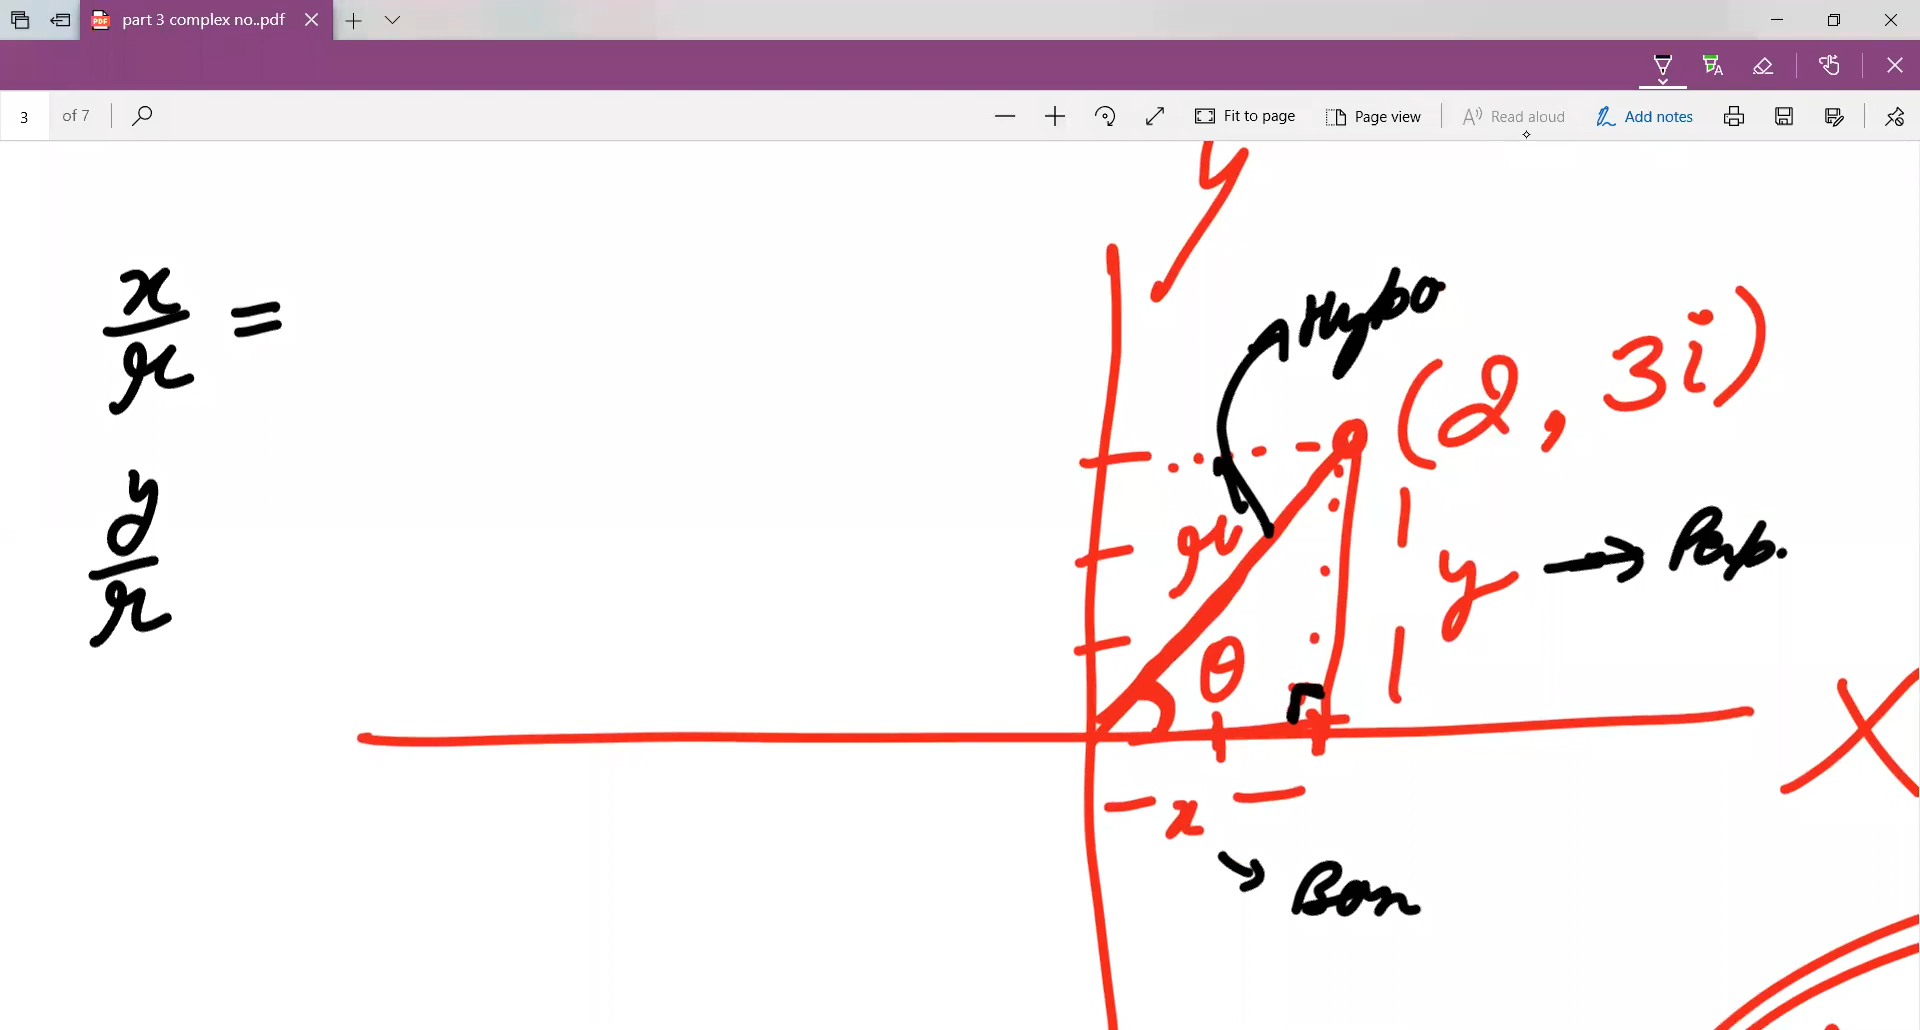 part 3 complex no..pdf
3 of 7
Fit to page
Page view
Read aloud
Add notes
y
x/r =
Hypo
(2, 3i)
y/r
r
y → Perp.
θ
X
x
→ Base